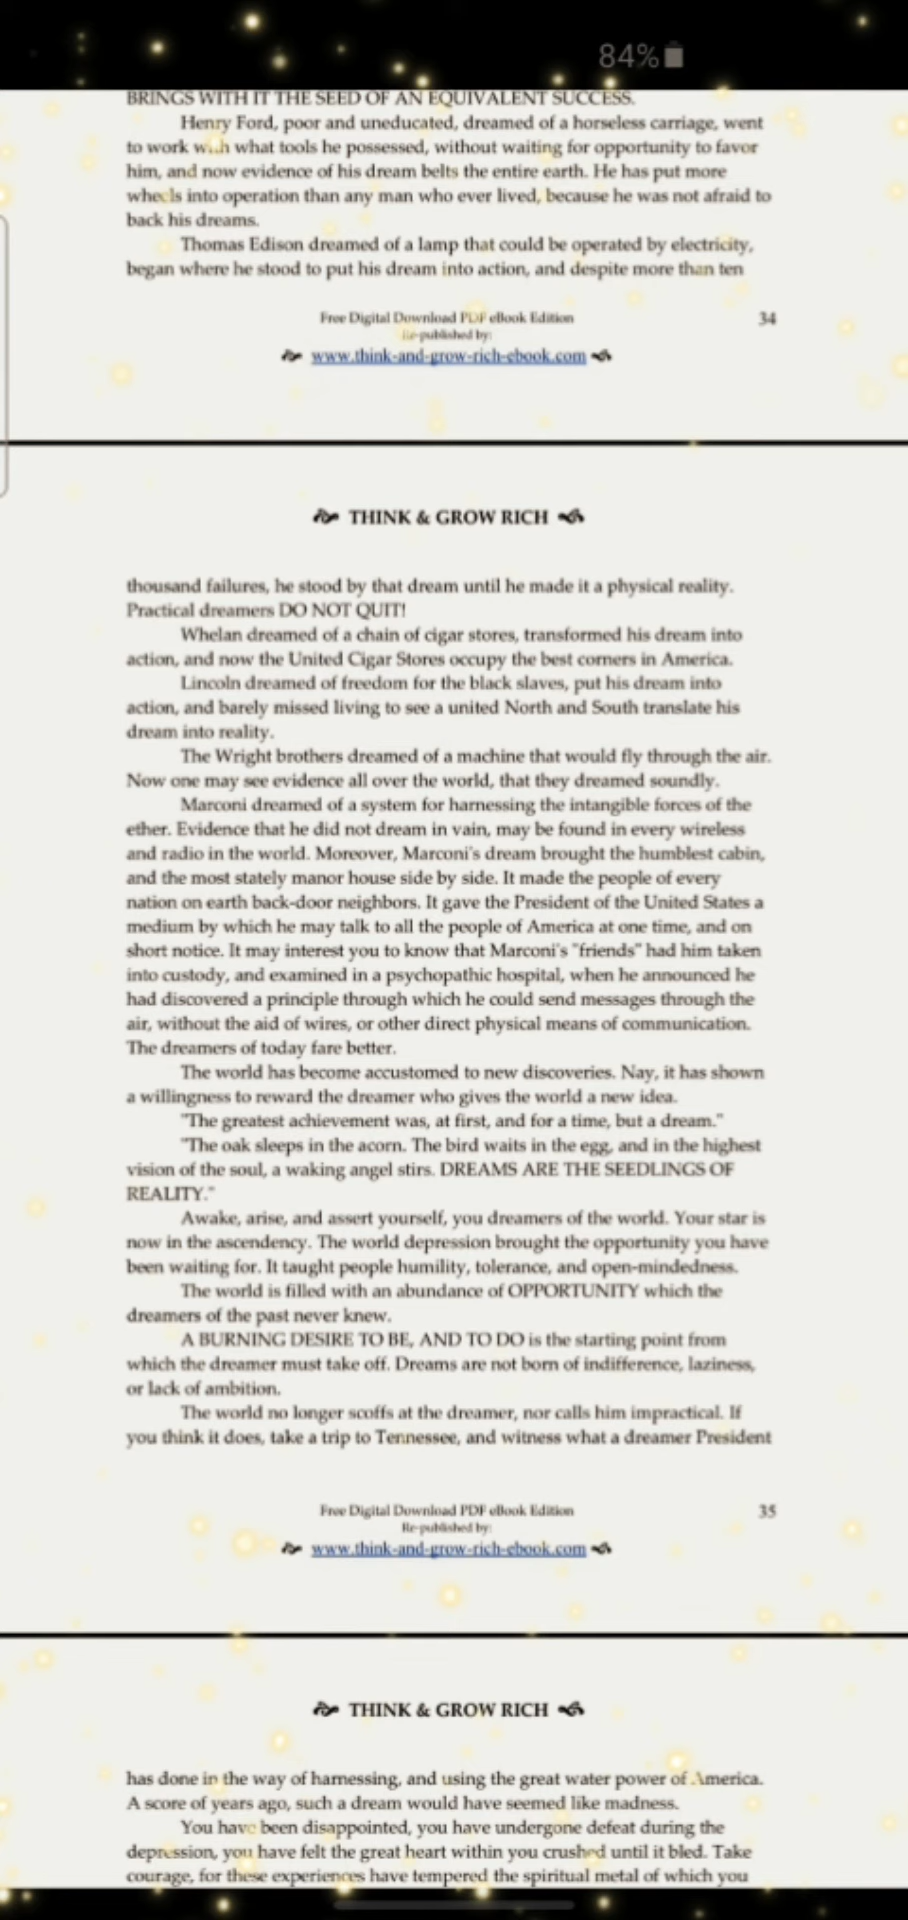 84%
BRINGS WITH IT THE SEED OF AN EQUIVALENT SUCCESS.
Henry Ford, poor and uneducated, dreamed of a horseless carriage, went
to work with what tools he possessed, without waiting for opportunity to favor
him, and now evidence of his dream belts the entire earth. He has put more
wheels into operation than any man who ever lived, because he was not afraid to
back his dreams.
Thomas Edison dreamed of a lamp that could be operated by electricity,
began where he stood to put his dream into action, and despite more than ten
Free Digital Download PDF eBook Edition
34
Re-published by:
www.think-and-grow-rich-ebook.com
THINK & GROW RICH
thousand failures, he stood by that dream until he made it a physical reality.
Practical dreamers DO NOT QUIT!
Whelan dreamed of a chain of cigar stores, transformed his dream into
action, and now the United Cigar Stores occupy the best corners in America.
Lincoln dreamed of freedom for the black slaves, put his dream into
action, and barely missed living to see a united North and South translate his
dream into reality.
The Wright brothers dreamed of a machine that would fly through the air.
Now one may see evidence all over the world, that they dreamed soundly.
Marconi dreamed of a system for harnessing the intangible forces of the
ether. Evidence that he did not dream in vain, may be found in every wireless
and radio in the world. Moreover, Marconi's dream brought the humblest cabin,
and the most stately manor house side by side. It made the people of every
nation on earth back-door neighbors. It gave the President of the United States a
medium by which he may talk to all the people of America at one time, and on
short notice. It may interest you to know that Marconi's "friends" had him taken
into custody, and examined in a psychopathic hospital, when he announced he
had discovered a principle through which he could send messages through the
air, without the aid of wires, or other direct physical means of communication.
The dreamers of today fare better.
The world has become accustomed to new discoveries. Nay, it has shown
a willingness to reward the dreamer who gives the world a new idea.
"The greatest achievement was, at first, and for a time, but a dream."
"The oak sleeps in the acorn. The bird waits in the egg, and in the highest
vision of the soul, a waking angel stirs. DREAMS ARE THE SEEDLINGS OF
REALITY."
Awake, arise, and assert yourself, you dreamers of the world. Your star is
now in the ascendency. The world depression brought the opportunity you have
been waiting for. It taught people humility, tolerance, and open-mindedness.
The world is filled with an abundance of OPPORTUNITY which the
dreamers of the past never knew.
A BURNING DESIRE TO BE, AND TO DO is the starting point from
which the dreamer must take off. Dreams are not born of indifference, laziness,
or lack of ambition.
The world no longer scoffs at the dreamer, nor calls him impractical. If
you think it does, take a trip to Tennessee, and witness what a dreamer President
Free Digital Download PDF eBook Edition
35
Re-published by:
www.think-and-grow-rich-ebook.com
THINK & GROW RICH
has done in the way of harnessing, and using the great water power of America.
A score of years ago, such a dream would have seemed like madness.
You have been disappointed, you have undergone defeat during the
depression, you have felt the great heart within you crushed until it bled. Take
courage, for these experiences have tempered the spiritual metal of which you